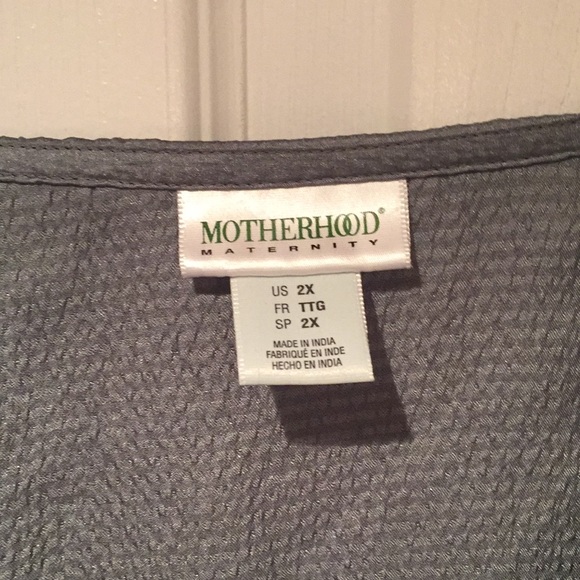 MOTHERHOOD®
MATERNITY
US 2X
FR TTG
SP 2X
MADE IN INDIA
FABRIQUÉ EN INDE
HECHO EN INDIA